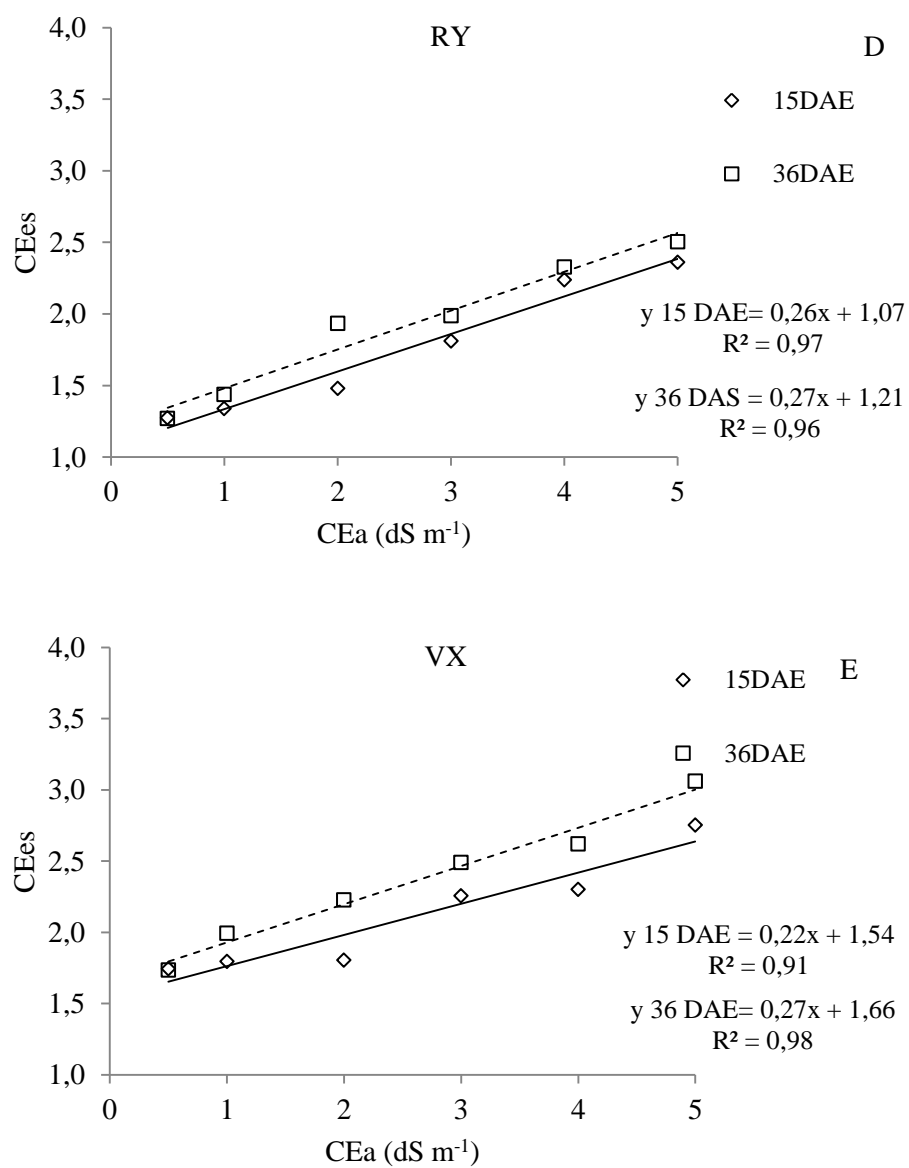 RY
D
4,0
3,5
3,0
2,5
2,0
1,5
1,0
CEes
15DAE
36DAE
y 15 DAE= 0,26x + 1,07
R² = 0,97
y 36 DAS = 0,27x + 1,21
R² = 0,96
0 1 2 3 4 5
CEa (dS m⁻¹)
VX
E
4,0
3,5
3,0
2,5
2,0
1,5
1,0
CEes
15DAE
36DAE
y 15 DAE = 0,22x + 1,54
R² = 0,91
y 36 DAE= 0,27x + 1,66
R² = 0,98
0 1 2 3 4 5
CEa (dS m⁻¹)